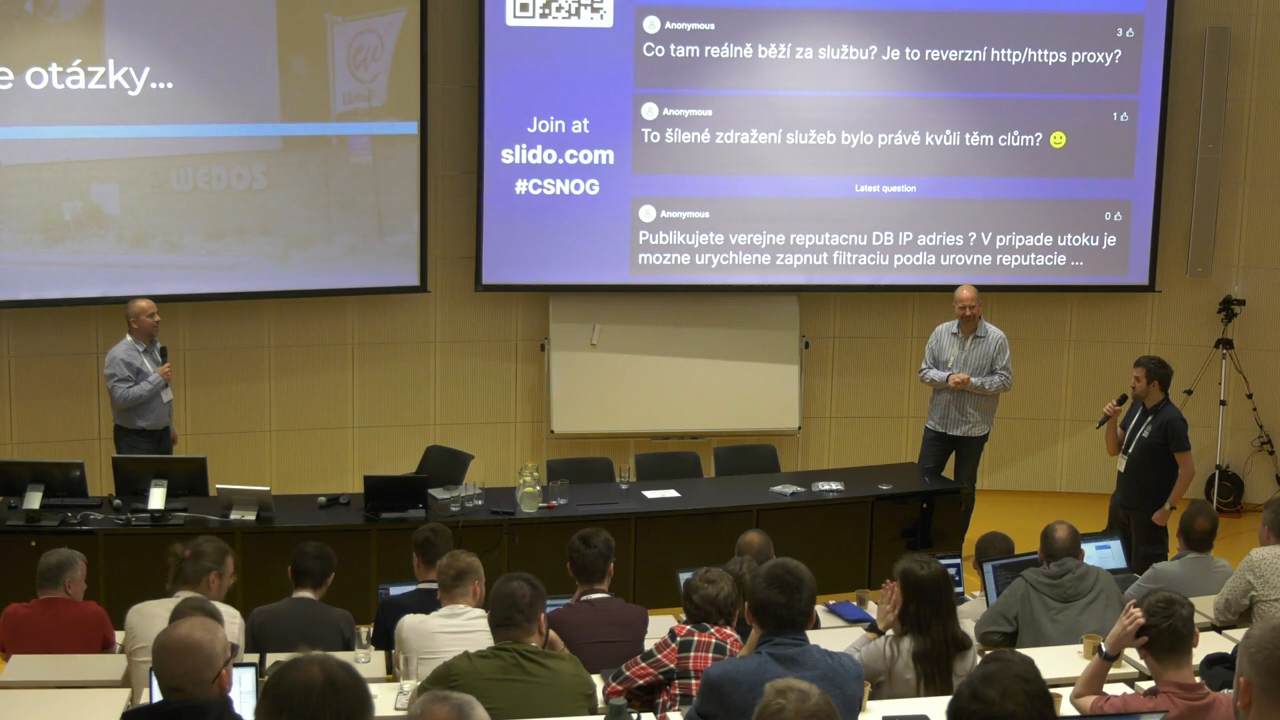 e otázky...
WEDOS
Join at
slido.com
#CSNOG
Anonymous
3
Co tam reálně běží za službu? Je to reverzní http/https proxy?
Anonymous
1
To šílené zdražení služeb bylo právě kvůli těm clům? 🙂
Latest question
Anonymous
0
Publikujete verejne reputacnu DB IP adries ? V pripade utoku je
mozne urychlene zapnut filtraciu podla urovne reputacie ...